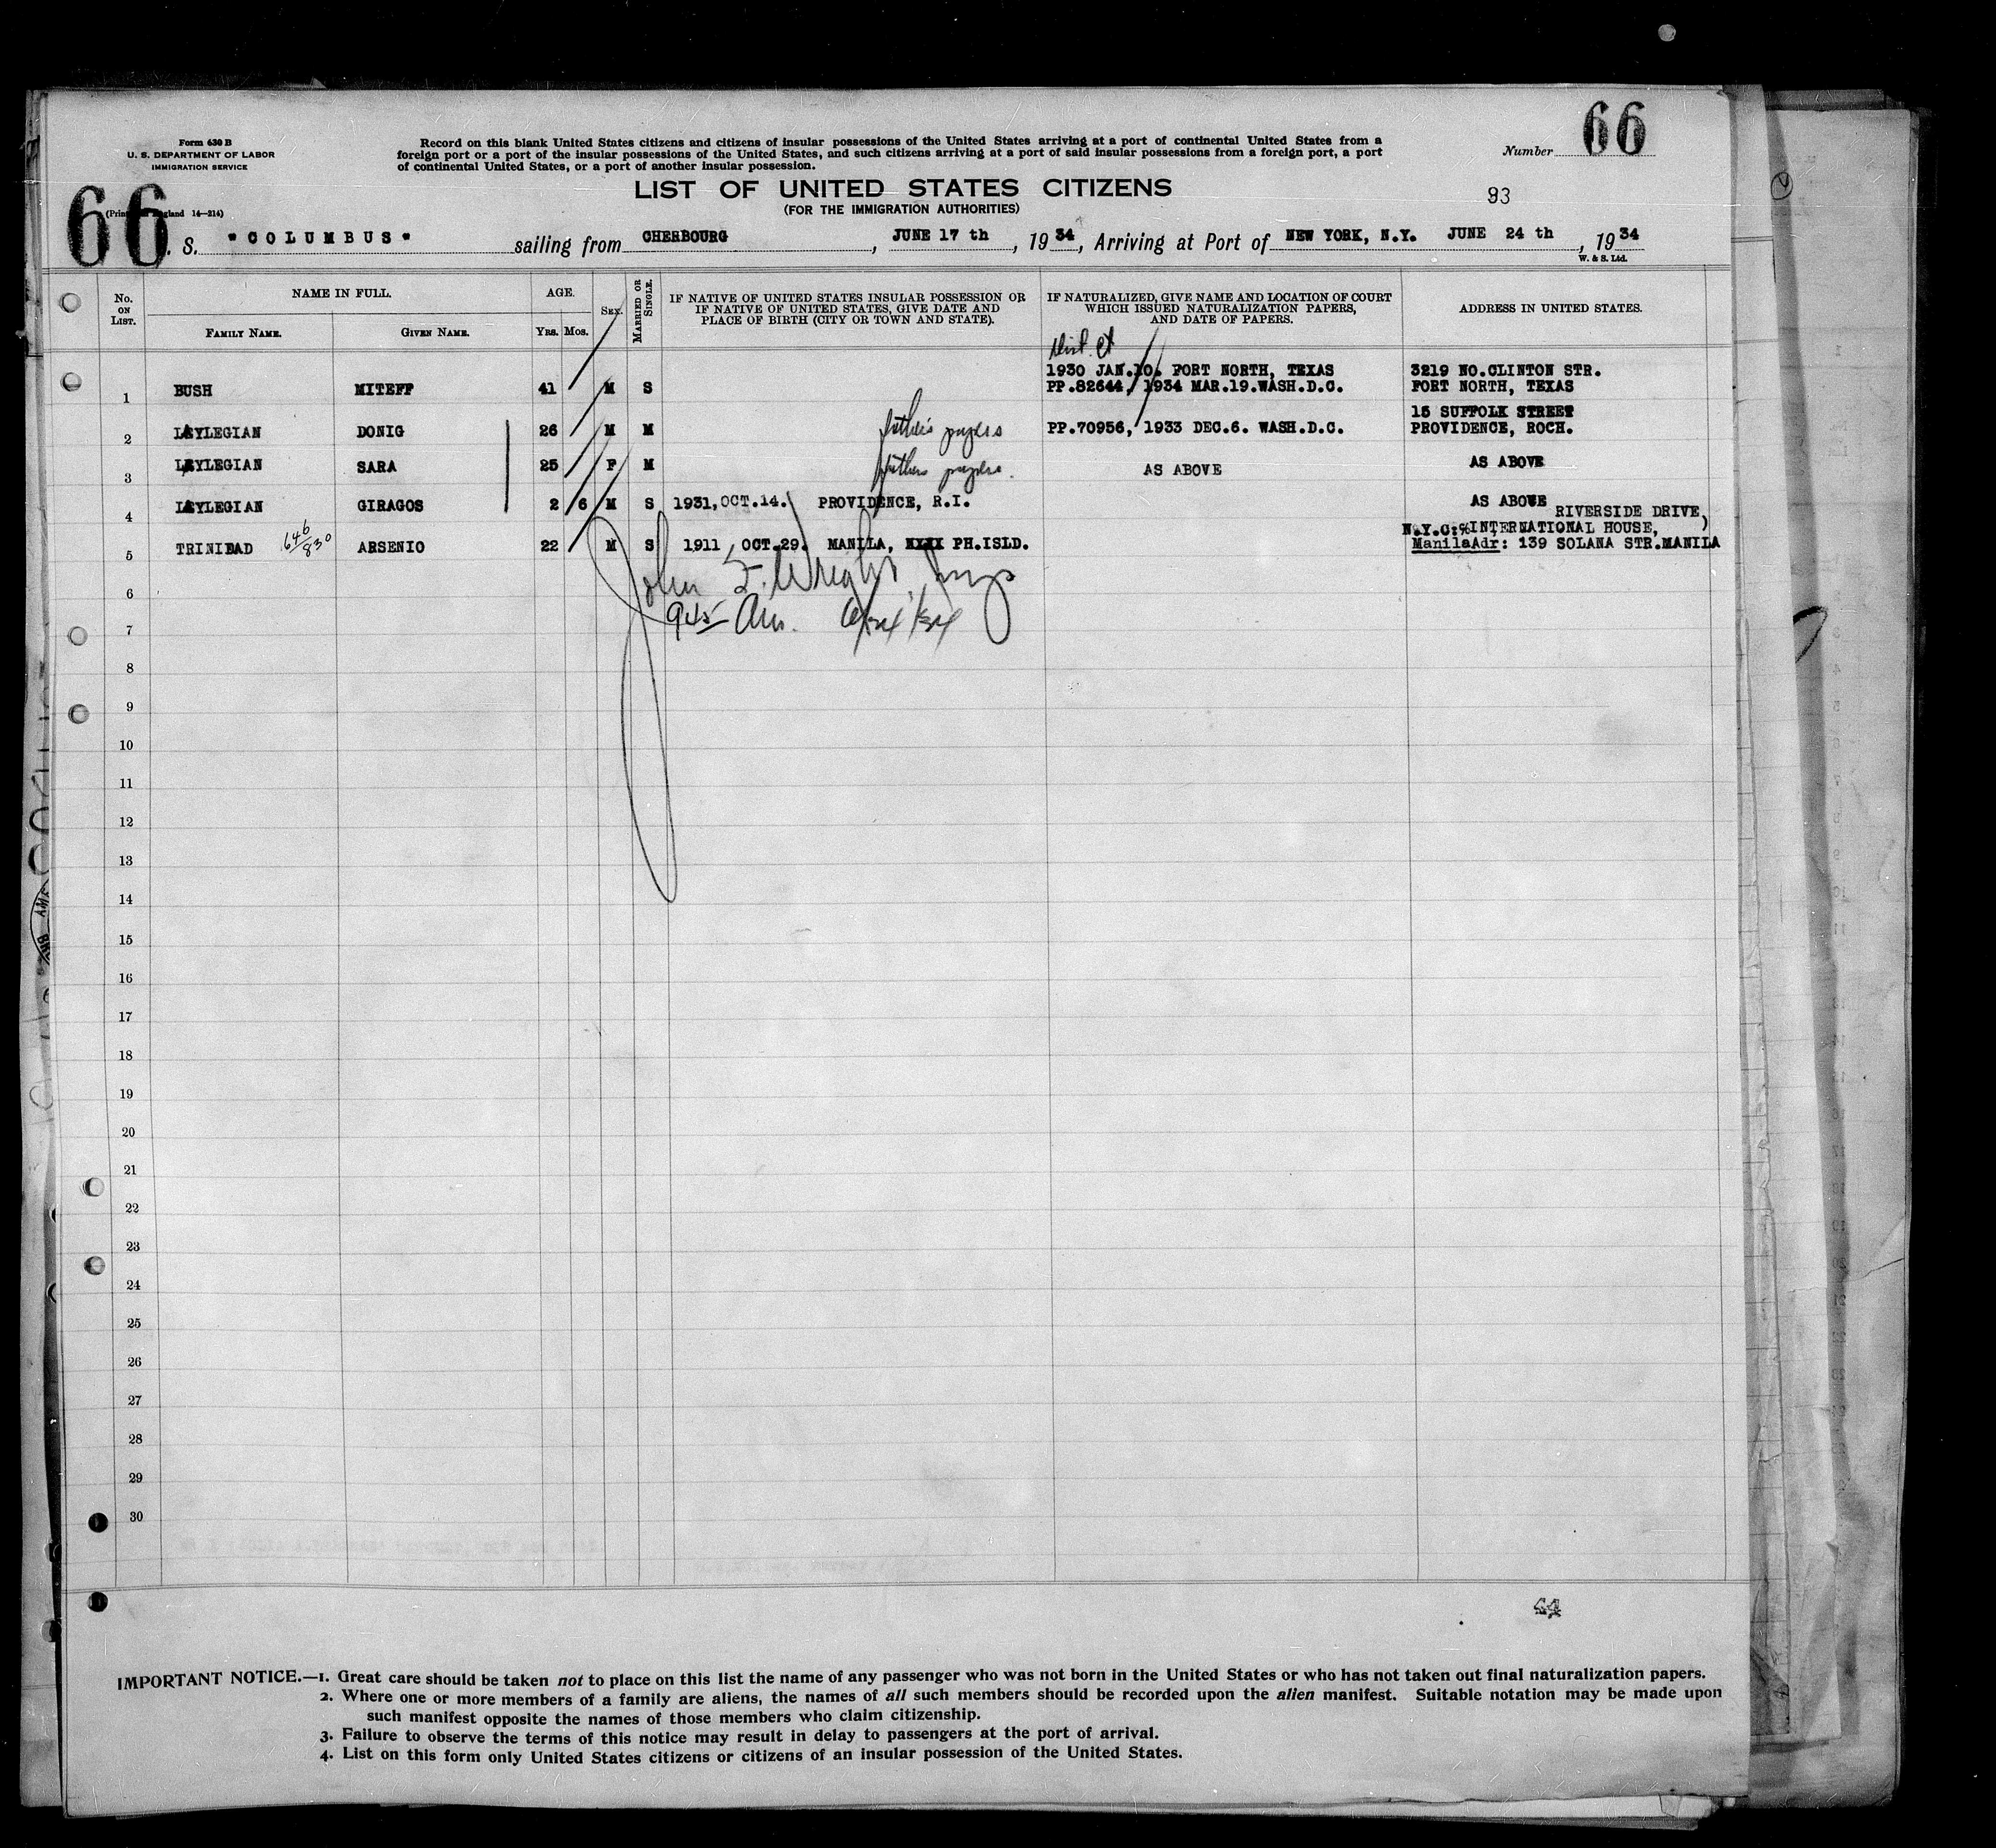 Form 630 B
U. S. DEPARTMENT OF LABOR
IMMIGRATION SERVICE
Record on this blank United States citizens and citizens of insular possessions of the United States arriving at a port of continental United States from a
foreign port or a port of the insular possessions of the United States, and such citizens arriving at a port of said insular possessions from a foreign port, a port
of continental United States, or a port of another insular possession.
Number 66
66
LIST OF UNITED STATES CITIZENS
93
(FOR THE IMMIGRATION AUTHORITIES)
S. "COLUMBUS" sailing from CHERBOURG, JUNE 17 th, 1934, Arriving at Port of NEW YORK, N.Y. JUNE 24 th, 1934
W. & S. Ltd.
No. ON LIST.
NAME IN FULL.
FAMILY NAME.
GIVEN NAME.
AGE.
YRS. MOS.
SEX.
MARRIED OR SINGLE.
IF NATIVE OF UNITED STATES INSULAR POSSESSION OR
IF NATIVE OF UNITED STATES, GIVE DATE AND
PLACE OF BIRTH (CITY OR TOWN AND STATE).
IF NATURALIZED, GIVE NAME AND LOCATION OF COURT
WHICH ISSUED NATURALIZATION PAPERS,
AND DATE OF PAPERS.
ADDRESS IN UNITED STATES.
Dist. Ct
1930 JAN.10. FORT NORTH, TEXAS 3219 NO.CLINTON STR.
1 BUSH MITEFF 41 M S PP.82644, 1934 MAR.19.WASH.D.C. FORT NORTH, TEXAS
15 SUFFOLK STREET
2 LEYLEGIAN DONIG 26 M M father's papers PP.70956, 1933 DEC.6. WASH.D.C. PROVIDENCE, ROCH.
3 LEYLEGIAN SARA 25 F M fathers papers. AS ABOVE AS ABOVE
4 LEYLEGIAN GIRAGOS 2 6 M S 1931, OCT.14. PROVIDENCE, R.I. AS ABOVE
RIVERSIDE DRIVE,
N.Y.C:%INTERNATIONAL HOUSE, )
5 TRINIDAD 646/830 ARSENIO 22 M S 1911, OCT.29. MANILA, XXXX PH.ISLD. ManilaAdr: 139 SOLANA STR.MANILA
John F. Wright Insp
6
945 Am. 6/24/34
7
8
9
10
11
12
13
14
15
16
17
18
19
20
21
22
23
24
25
26
27
28
29
30
44
IMPORTANT NOTICE.—1. Great care should be taken not to place on this list the name of any passenger who was not born in the United States or who has not taken out final naturalization papers.
2. Where one or more members of a family are aliens, the names of all such members should be recorded upon the alien manifest. Suitable notation may be made upon
such manifest opposite the names of those members who claim citizenship.
3. Failure to observe the terms of this notice may result in delay to passengers at the port of arrival.
4. List on this form only United States citizens or citizens of an insular possession of the United States.